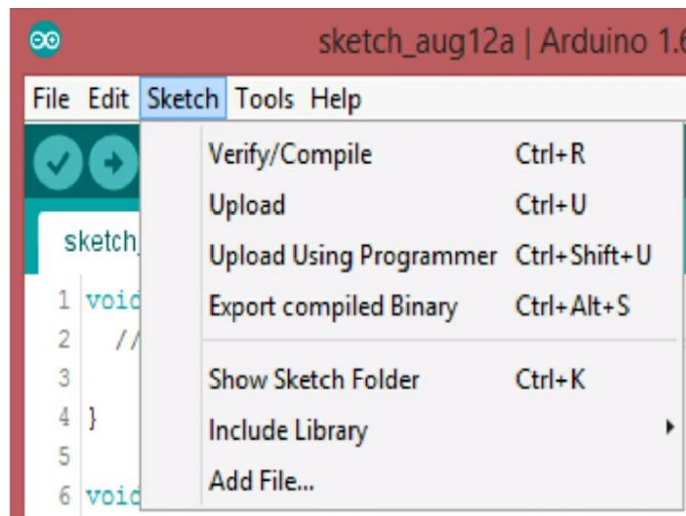 sketch_aug12a | Arduino 1.6
File Edit Sketch Tools Help
Verify/Compile Ctrl+R
Upload Ctrl+U
sketch_
Upload Using Programmer Ctrl+Shift+U
1 void
Export compiled Binary Ctrl+Alt+S
2 //
3 Show Sketch Folder Ctrl+K
4 }
Include Library
5
Add File...
6 void